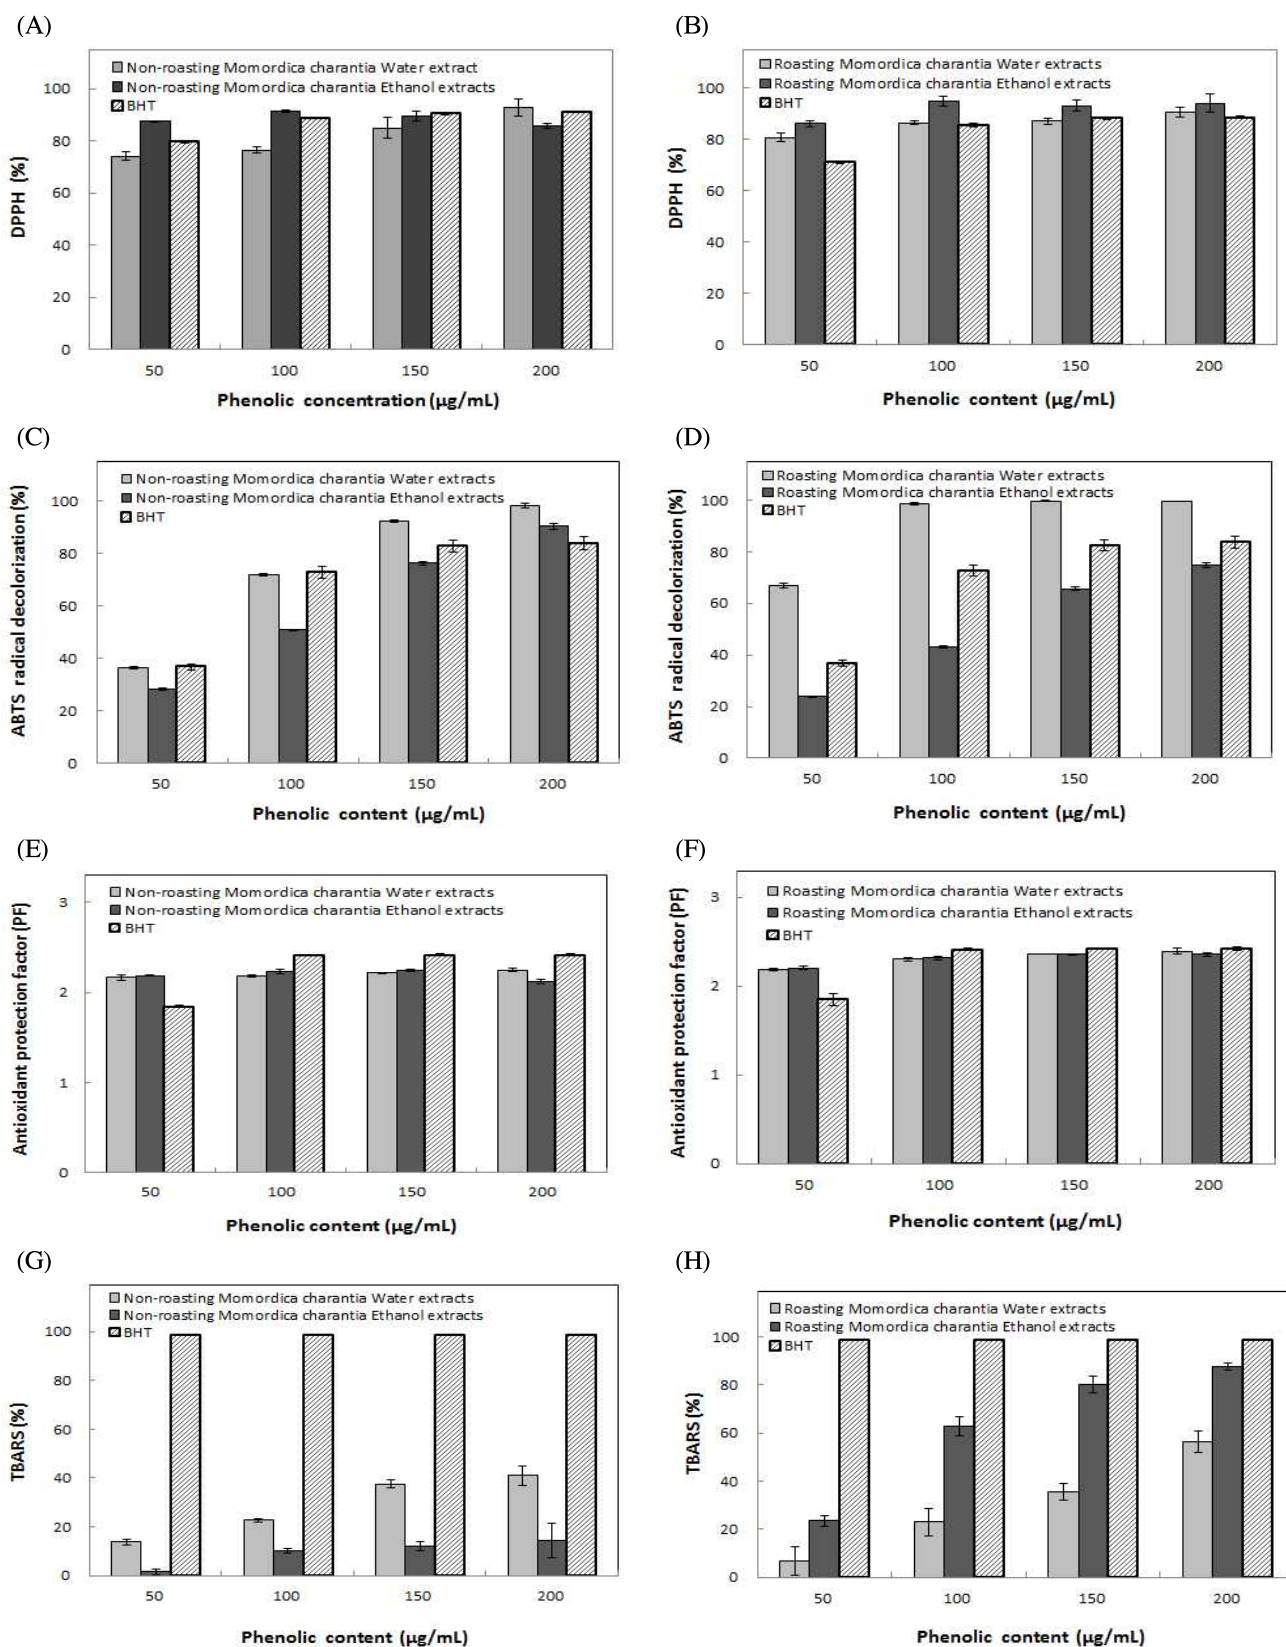 (A)
Non-roasting Momordica charantia Water extract
Non-roasting Momordica charantia Ethanol extracts
BHT
100
80
60
40
20
0
DPPH (%)
50 100 150 200
Phenolic concentration (µg/mL)
(B)
Roasting Momordica charantia Water extracts
Roasting Momordica charantia Ethanol extracts
BHT
100
80
60
40
20
0
DPPH (%)
50 100 150 200
Phenolic content (µg/mL)
(C)
Non-roasting Momordica charantia Water extracts
Non-roasting Momordica charantia Ethanol extracts
BHT
100
80
60
40
20
0
ABTS radical decolorization (%)
50 100 150 200
Phenolic content (µg/mL)
(D)
Roasting Momordica charantia Water extracts
Roasting Momordica charantia Ethanol extracts
BHT
100
80
60
40
20
0
ABTS radical decolorization (%)
50 100 150 200
Phenolic content (µg/mL)
(E)
Non-roasting Momordica charantia Water extracts
Non-roasting Momordica charantia Ethanol extracts
BHT
3
2
1
0
Antioxidant protection factor (PF)
50 100 150 200
Phenolic content (µg/mL)
(F)
Roasting Momordica charantia Water extracts
Roasting Momordica charantia Ethanol extracts
BHT
3
2
1
0
Antioxidant protection factor (PF)
50 100 150 200
Phenolic content (µg/mL)
(G)
Non-roasting Momordica charantia Water extracts
Non-roasting Momordica charantia Ethanol extracts
BHT
100
80
60
40
20
0
TBARS (%)
50 100 150 200
Phenolic content (µg/mL)
(H)
Roasting Momordica charantia Water extracts
Roasting Momordica charantia Ethanol extracts
BHT
100
80
60
40
20
0
TBARS (%)
50 100 150 200
Phenolic content (µg/mL)